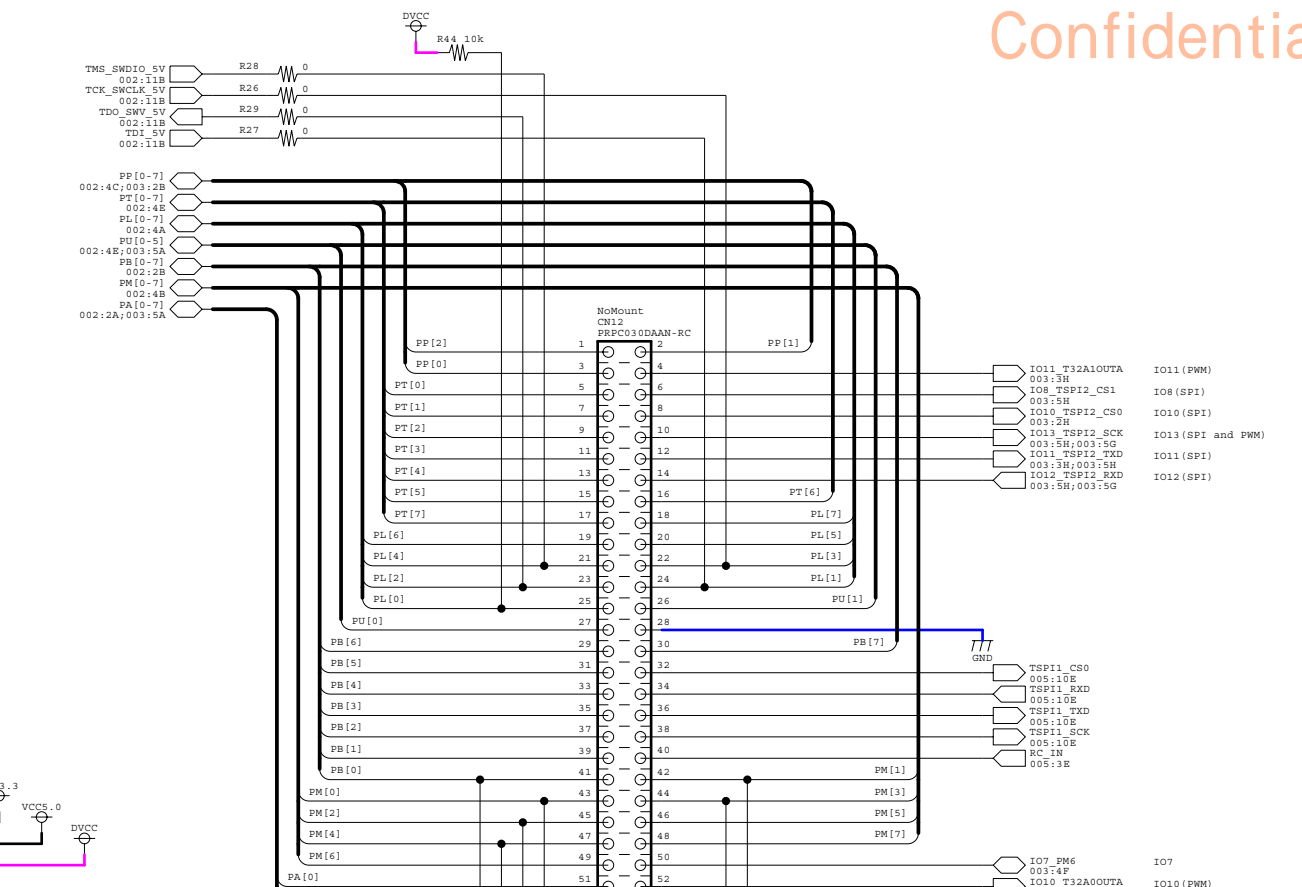 Confidentia
DVCC
R44 10k
TMS_SWDIO_5V
002:11B
R28 0
TCK_SWCLK_5V
002:11B
R26 0
TDO_SWV_5V
002:11B
R29 0
TDI_5V
002:11B
R27 0
PP[0-7]
002:4C;003:2B
PT[0-7]
002:4E
PL[0-7]
002:4A
PU[0-5]
002:4E;003:5A
PB[0-7]
002:2B
PM[0-7]
002:4B
PA[0-7]
002:2A;003:5A
NoMount
CN12
PRPC030DAAN-RC
PP[2] 1 2 PP[1]
PP[0] 3 4 IO11_T32A1OUTA IO11(PWM)
003:3H
PT[0] 5 6 IO8_TSPI2_CS1 IO8(SPI)
003:5H
PT[1] 7 8 IO10_TSPI2_CS0 IO10(SPI)
003:2H
PT[2] 9 10 IO13_TSPI2_SCK IO13(SPI and PWM)
003:5H;003:5G
PT[3] 11 12 IO11_TSPI2_TXD IO11(SPI)
003:3H;003:5H
PT[4] 13 14 IO12_TSPI2_RXD IO12(SPI)
003:5H;003:5G
PT[5] 15 16 PT[6]
PT[7] 17 18 PL[7]
PL[6] 19 20 PL[5]
PL[4] 21 22 PL[3]
PL[2] 23 24 PL[1]
PL[0] 25 26 PU[1]
PU[0] 27 28
GND
PB[6] 29 30 PB[7]
PB[5] 31 32 TSPI1_CS0
005:10E
PB[4] 33 34 TSPI1_RXD
005:10E
PB[3] 35 36 TSPI1_TXD
005:10E
PB[2] 37 38 TSPI1_SCK
005:10E
PB[1] 39 40 RC_IN
005:3E
PB[0] 41 42 PM[1]
PM[0] 43 44 PM[3]
PM[2] 45 46 PM[5]
PM[4] 47 48 PM[7]
PM[6] 49 50 IO7_PM6 IO7
003:4F
PA[0] 51 52 IO10_T32A0OUTA IO10(PWM)
3.3
VCC5.0
DVCC